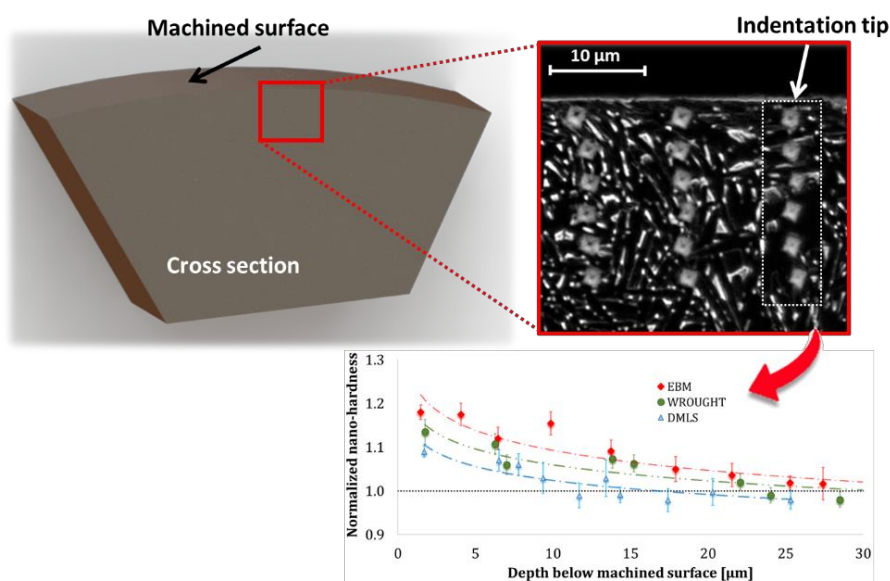 Machined surface
Indentation tip
10 μm
Cross section
Normalized nano-hardness
1.3
1.2
1.1
1.0
0.9
EBM
WROUGHT
DMLS
0 5 10 15 20 25 30
Depth below machined surface [μm]